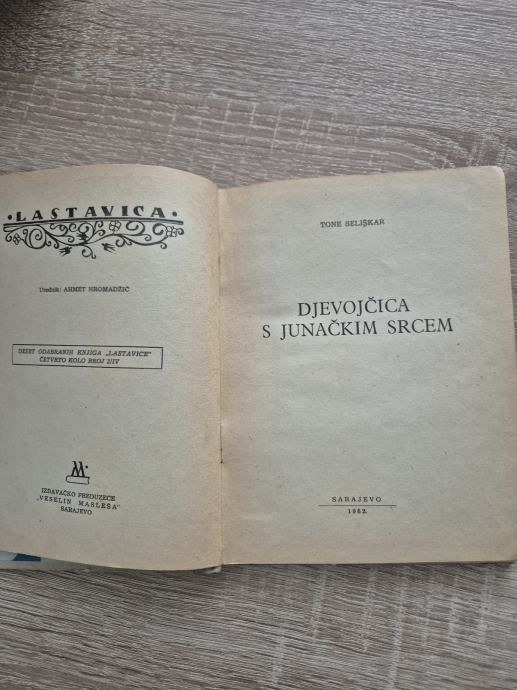 •LASTAVICA•
Urednik: AHMET HROMADŽIĆ
DESET ODABRANIH KNJIGA „LASTAVICE"
ČETVRTO KOLO BROJ 2/IV
M
IZDAVAČKO PREDUZEĆE
„VESELIN MASLEŠA"
SARAJEVO
TONE SELIŠKAR
DJEVOJČICA
S JUNAČKIM SRCEM
SARAJEVO
1962.